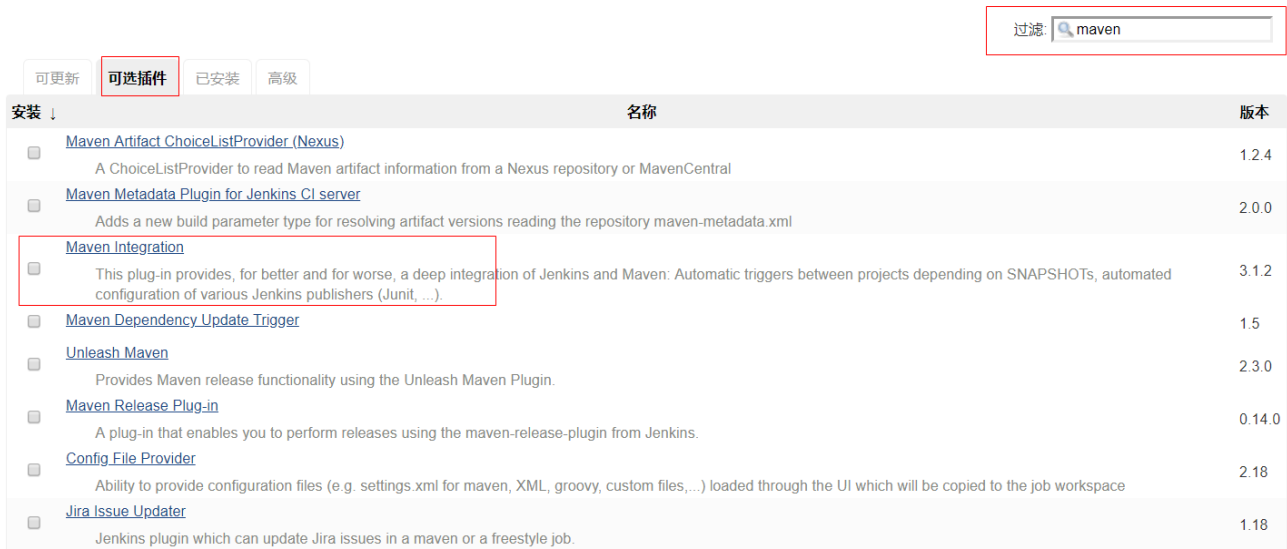 过滤: maven
可更新 可选插件 已安装 高级
安装 ↓ 名称 版本
Maven Artifact ChoiceListProvider (Nexus)
A ChoiceListProvider to read Maven artifact information from a Nexus repository or MavenCentral
1.2.4
Maven Metadata Plugin for Jenkins CI server
Adds a new build parameter type for resolving artifact versions reading the repository maven-metadata.xml
2.0.0
Maven Integration
This plug-in provides, for better and for worse, a deep integration of Jenkins and Maven: Automatic triggers between projects depending on SNAPSHOTs, automated
configuration of various Jenkins publishers (Junit, ...).
3.1.2
Maven Dependency Update Trigger
1.5
Unleash Maven
Provides Maven release functionality using the Unleash Maven Plugin.
2.3.0
Maven Release Plug-in
A plug-in that enables you to perform releases using the maven-release-plugin from Jenkins.
0.14.0
Config File Provider
Ability to provide configuration files (e.g. settings.xml for maven, XML, groovy, custom files,...) loaded through the UI which will be copied to the job workspace
2.18
Jira Issue Updater
Jenkins plugin which can update Jira issues in a maven or a freestyle job.
1.18